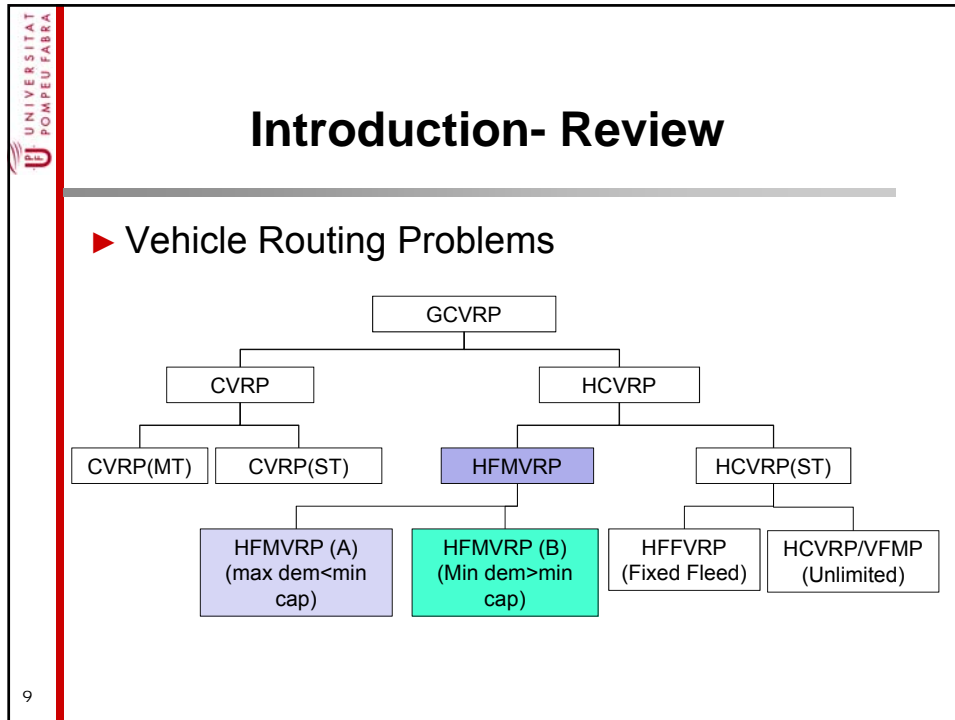 UNIVERSITAT
POMPEU FABRA
UPF
Introduction- Review
► Vehicle Routing Problems
GCVRP
CVRP
HCVRP
CVRP(MT)
CVRP(ST)
HFMVRP
HCVRP(ST)
HFMVRP (A)
(max dem<min
cap)
HFMVRP (B)
(Min dem>min
cap)
HFFVRP
(Fixed Fleed)
HCVRP/VFMP
(Unlimited)
9